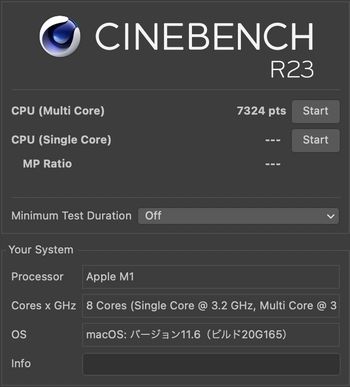 CINEBENCH
R23
CPU (Multi Core) 7324 pts Start
CPU (Single Core) --- Start
MP Ratio ---
Minimum Test Duration Off
Your System
Processor Apple M1
Cores x GHz 8 Cores (Single Core @ 3.2 GHz, Multi Core @ 3
OS macOS: バージョン11.6（ビルド20G165）
Info